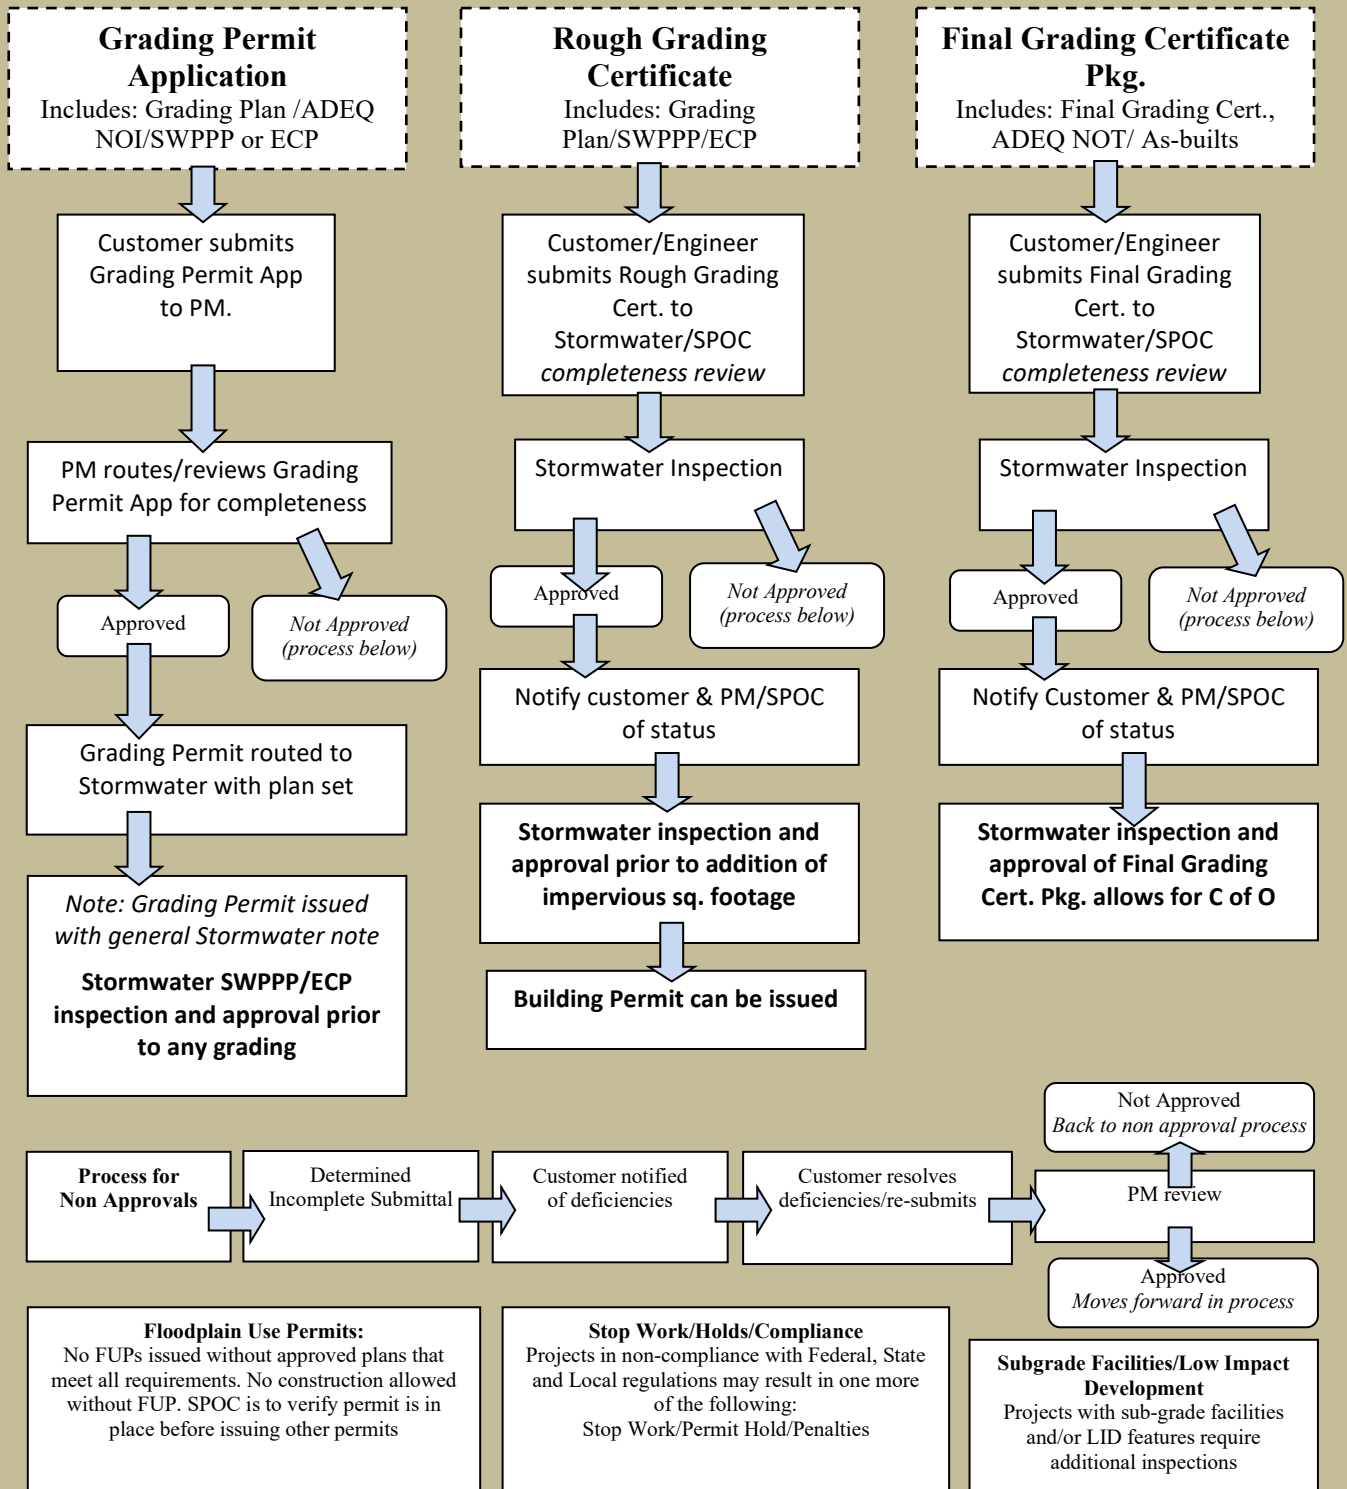 Grading Permit
Application
Includes: Grading Plan /ADEQ
NOI/SWPPP or ECP
Customer submits
Grading Permit App
to PM.
PM routes/reviews Grading
Permit App for completeness
Approved
Not Approved
(process below)
Grading Permit routed to
Stormwater with plan set
Note: Grading Permit issued
with general Stormwater note
Stormwater SWPPP/ECP
inspection and approval prior
to any grading
Rough Grading
Certificate
Includes: Grading
Plan/SWPPP/ECP
Customer/Engineer
submits Rough Grading
Cert. to
Stormwater/SPOC
completeness review
Stormwater Inspection
Approved
Not Approved
(process below)
Notify customer & PM/SPOC
of status
Stormwater inspection and
approval prior to addition of
impervious sq. footage
Building Permit can be issued
Final Grading Certificate
Pkg.
Includes: Final Grading Cert.,
ADEQ NOT/ As-builts
Customer/Engineer
submits Final Grading
Cert. to
Stormwater/SPOC
completeness review
Stormwater Inspection
Approved
Not Approved
(process below)
Notify Customer & PM/SPOC
of status
Stormwater inspection and
approval of Final Grading
Cert. Pkg. allows for C of O
Process for
Non Approvals
Determined
Incomplete Submittal
Customer notified
of deficiencies
Customer resolves
deficiencies/re-submits
Not Approved
Back to non approval process
PM review
Approved
Moves forward in process
Floodplain Use Permits:
No FUPs issued without approved plans that
meet all requirements. No construction allowed
without FUP. SPOC is to verify permit is in
place before issuing other permits
Stop Work/Holds/Compliance
Projects in non-compliance with Federal, State
and Local regulations may result in one more
of the following:
Stop Work/Permit Hold/Penalties
Subgrade Facilities/Low Impact
Development
Projects with sub-grade facilities
and/or LID features require
additional inspections